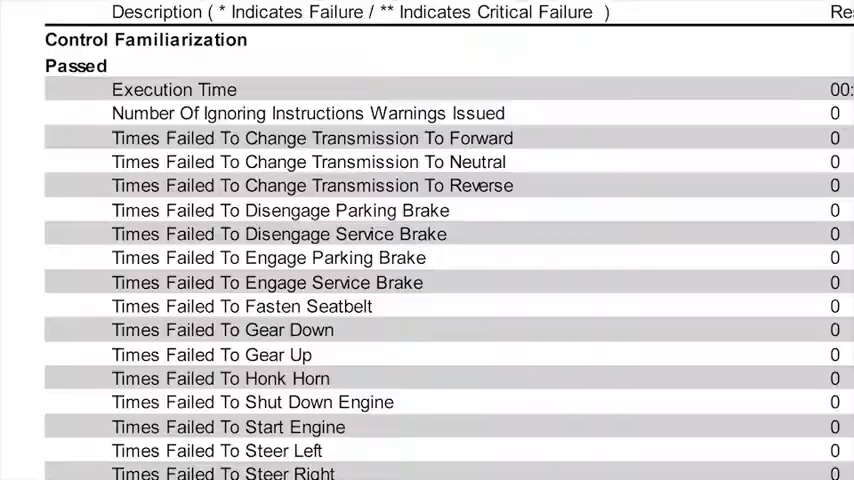 Description ( * Indicates Failure / ** Indicates Critical Failure )
Control Familiarization
Passed
Execution Time 00:
Number Of Ignoring Instructions Warnings Issued 0
Times Failed To Change Transmission To Forward 0
Times Failed To Change Transmission To Neutral 0
Times Failed To Change Transmission To Reverse 0
Times Failed To Disengage Parking Brake 0
Times Failed To Disengage Service Brake 0
Times Failed To Engage Parking Brake 0
Times Failed To Engage Service Brake 0
Times Failed To Fasten Seatbelt 0
Times Failed To Gear Down 0
Times Failed To Gear Up 0
Times Failed To Honk Horn 0
Times Failed To Shut Down Engine 0
Times Failed To Start Engine 0
Times Failed To Steer Left 0
Times Failed To Steer Right 0